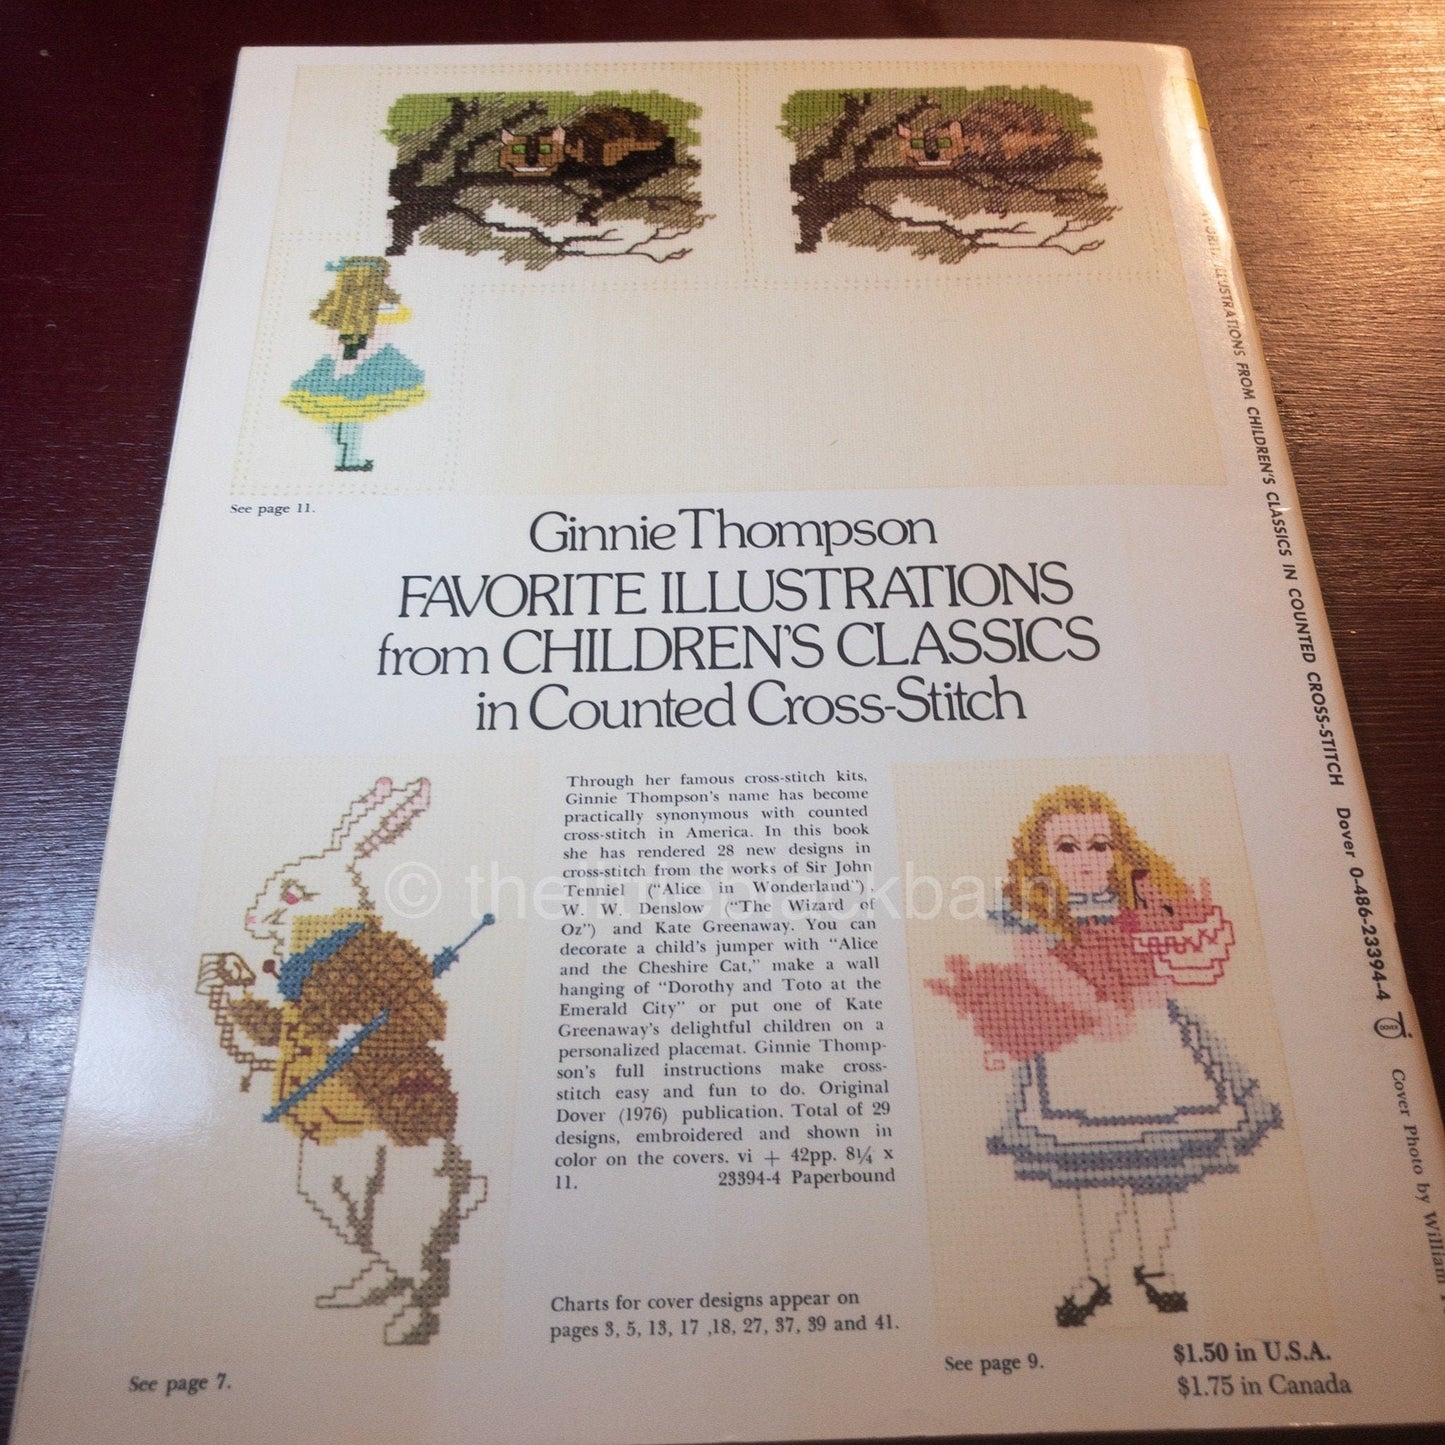 See page 11.
Ginnie Thompson
FAVORITE ILLUSTRATIONS
from CHILDREN'S CLASSICS
in Counted Cross-Stitch
Through her famous cross-stitch kits,
Ginnie Thompson's name has become
practically synonymous with counted
cross-stitch in America. In this book
she has rendered 28 new designs in
cross-stitch from the works of Sir John
Tenniel ("Alice in Wonderland"),
W. W. Denslow ("The Wizard of
Oz") and Kate Greenaway. You can
decorate a child's jumper with "Alice
and the Cheshire Cat," make a wall
hanging of "Dorothy and Toto at the
Emerald City" or put one of Kate
Greenaway's delightful children on a
personalized placemat. Ginnie Thomp-
son's full instructions make cross-
stitch easy and fun to do. Original
Dover (1976) publication. Total of 29
designs, embroidered and shown in
color on the covers. vi + 42pp. 8¼ x
11. 23394-4 Paperbound
Charts for cover designs appear on
pages 3, 5, 13, 17 ,18, 27, 37, 39 and 41.
See page 7.
See page 9.
$1.50 in U.S.A.
$1.75 in Canada
ILLUSTRATIONS FROM CHILDREN'S CLASSICS IN COUNTED CROSS-STITCH Dover 0-486-23394-4
DOVER
Cover Photo by William
© thelittleblackbarn